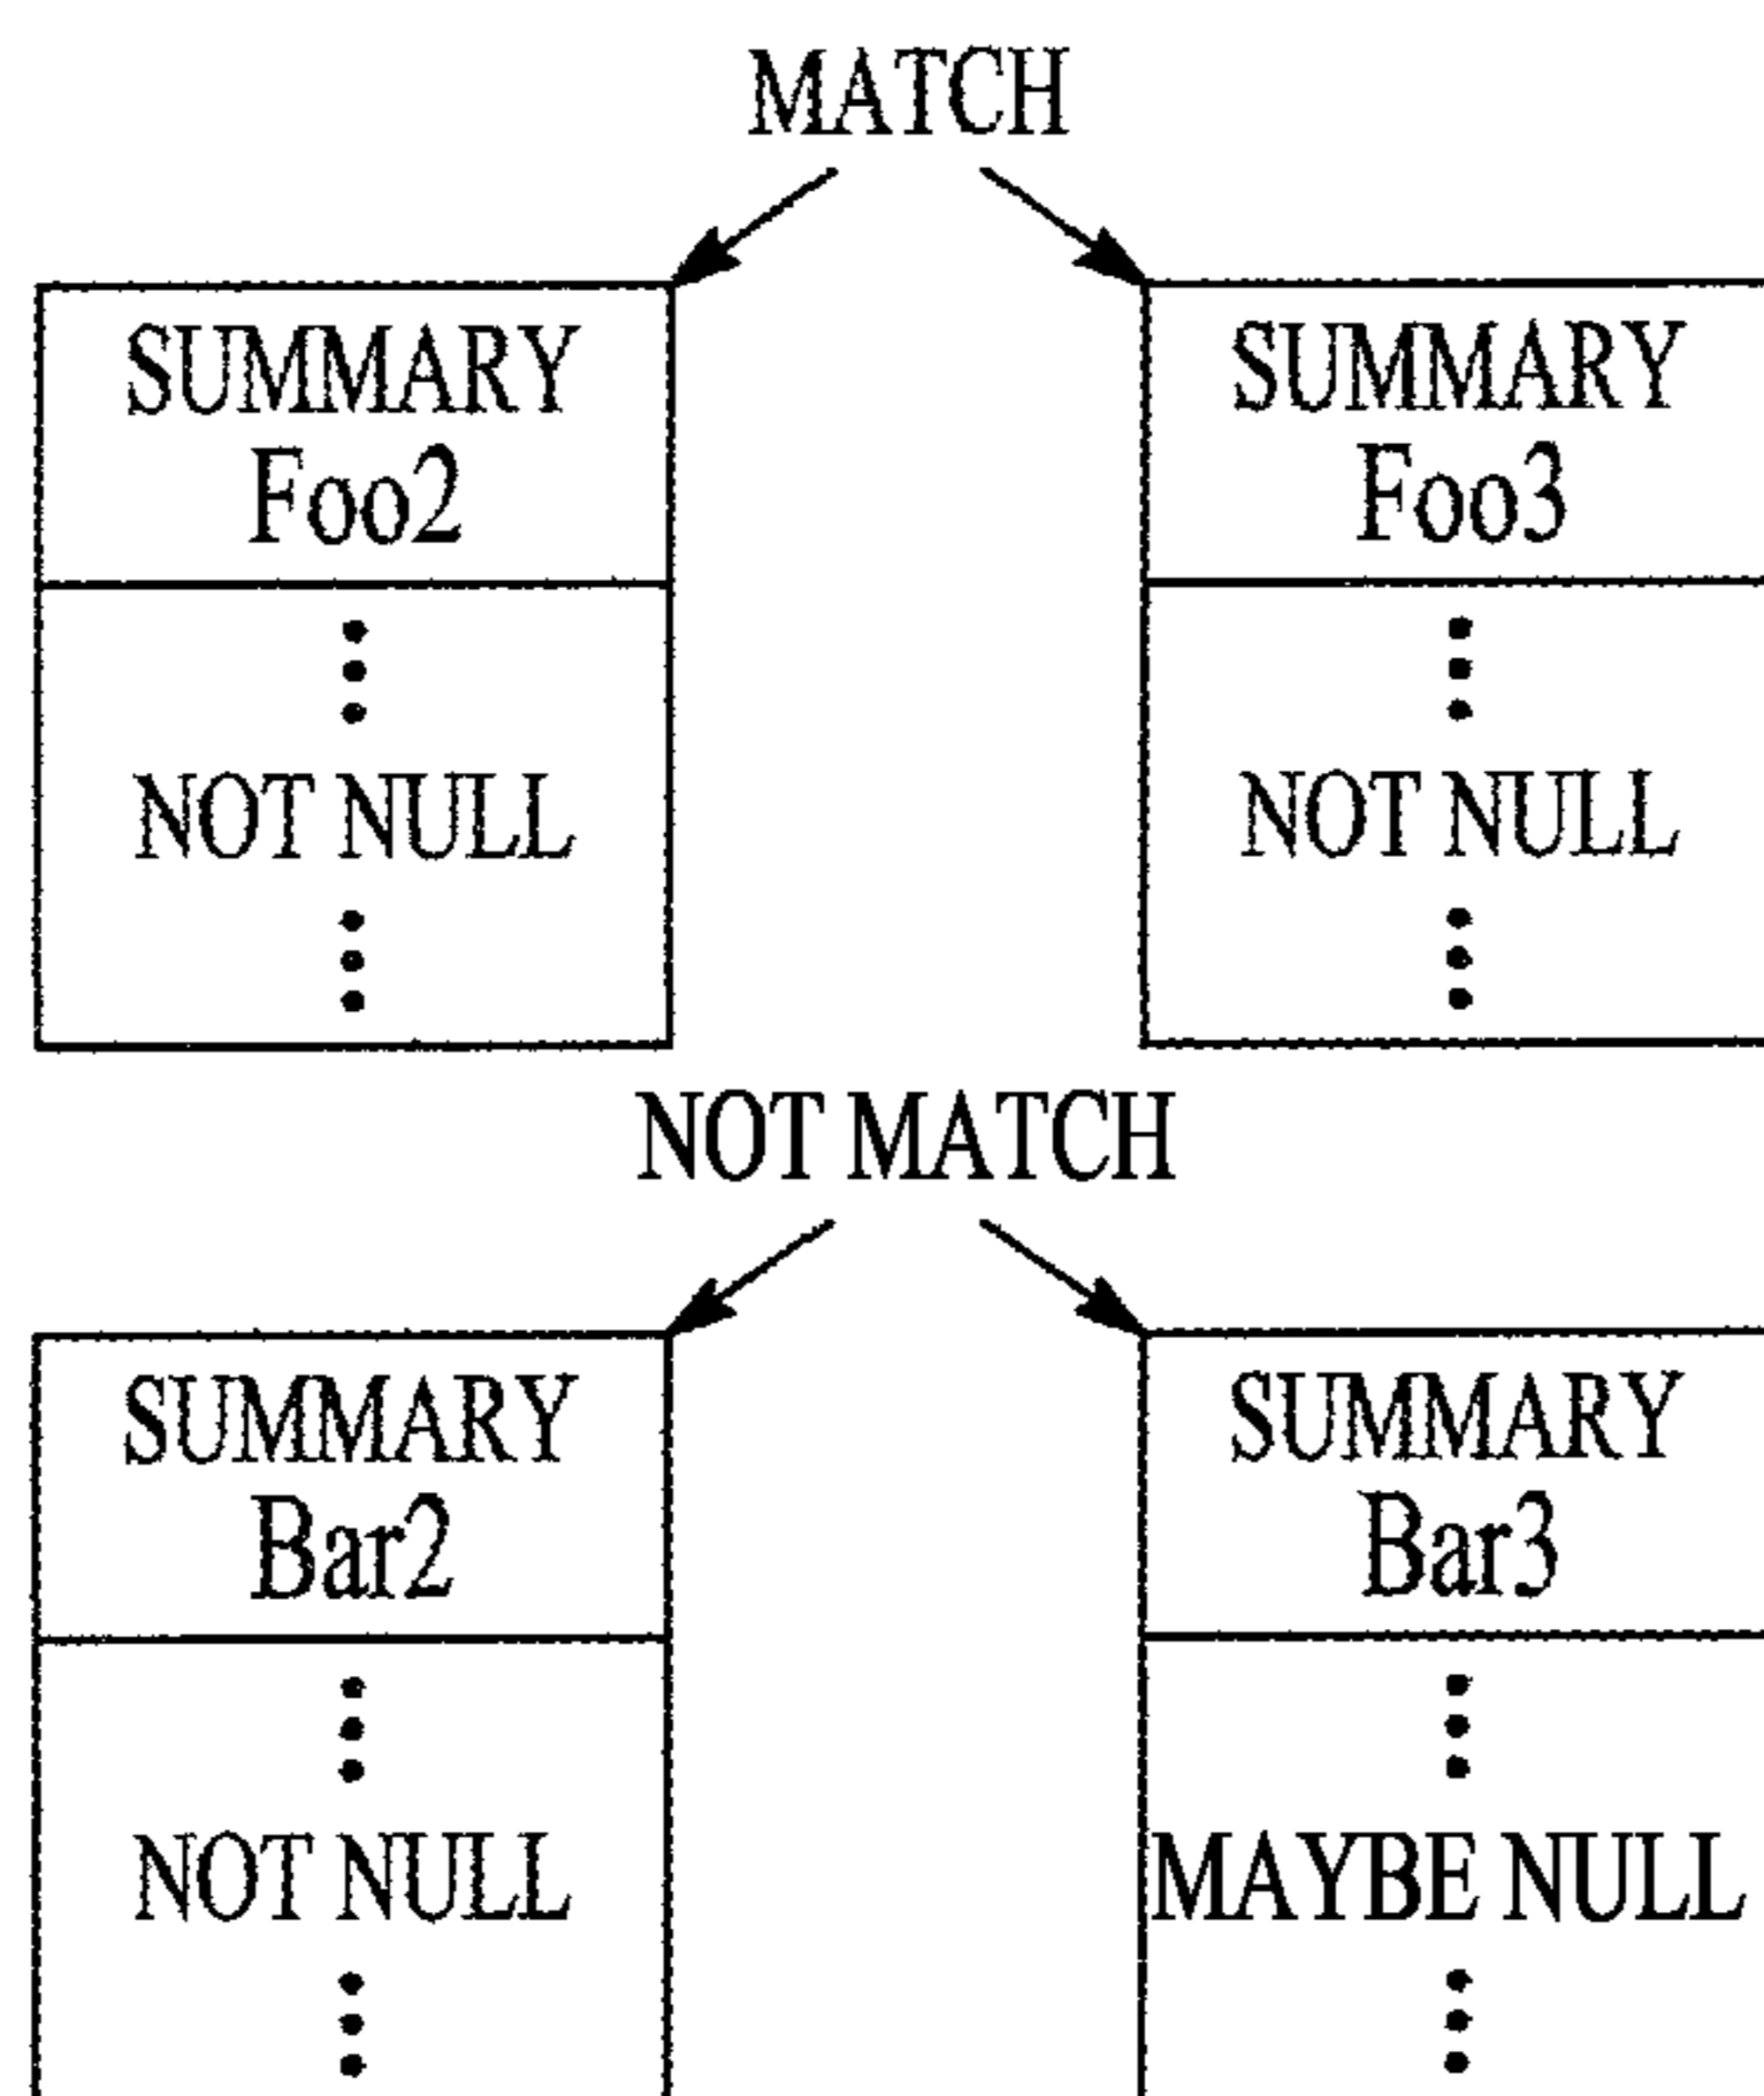 MATCH
SUMMARY
Foo2
NOT NULL
SUMMARY
Foo3
NOT NULL
NOT MATCH
SUMMARY
Bar2
NOT NULL
SUMMARY
Bar3
MAYBE NULL